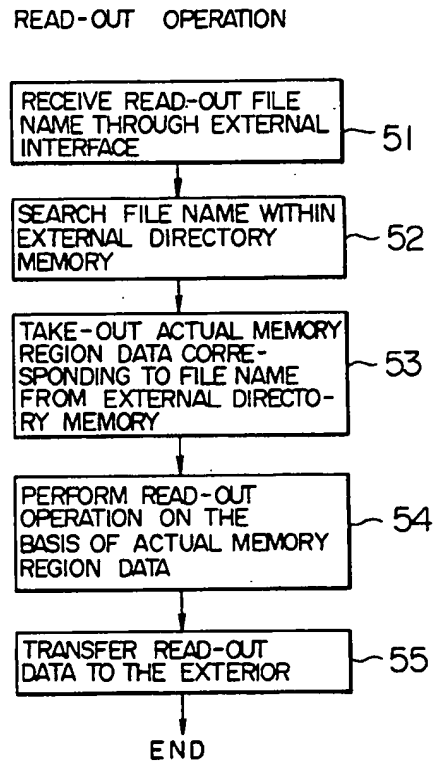 READ-OUT OPERATION
RECEIVE READ-OUT FILE
NAME THROUGH EXTERNAL
INTERFACE
51
SEARCH FILE NAME WITHIN
EXTERNAL DIRECTORY
MEMORY
52
TAKE-OUT ACTUAL MEMORY
REGION DATA CORRE-
SPONDING TO FILE NAME
FROM EXTERNAL DIRECTO-
RY MEMORY
53
PERFORM READ-OUT
OPERATION ON THE
BASIS OF ACTUAL MEMORY
REGION DATA
54
TRANSFER READ-OUT
DATA TO THE EXTERIOR
55
END